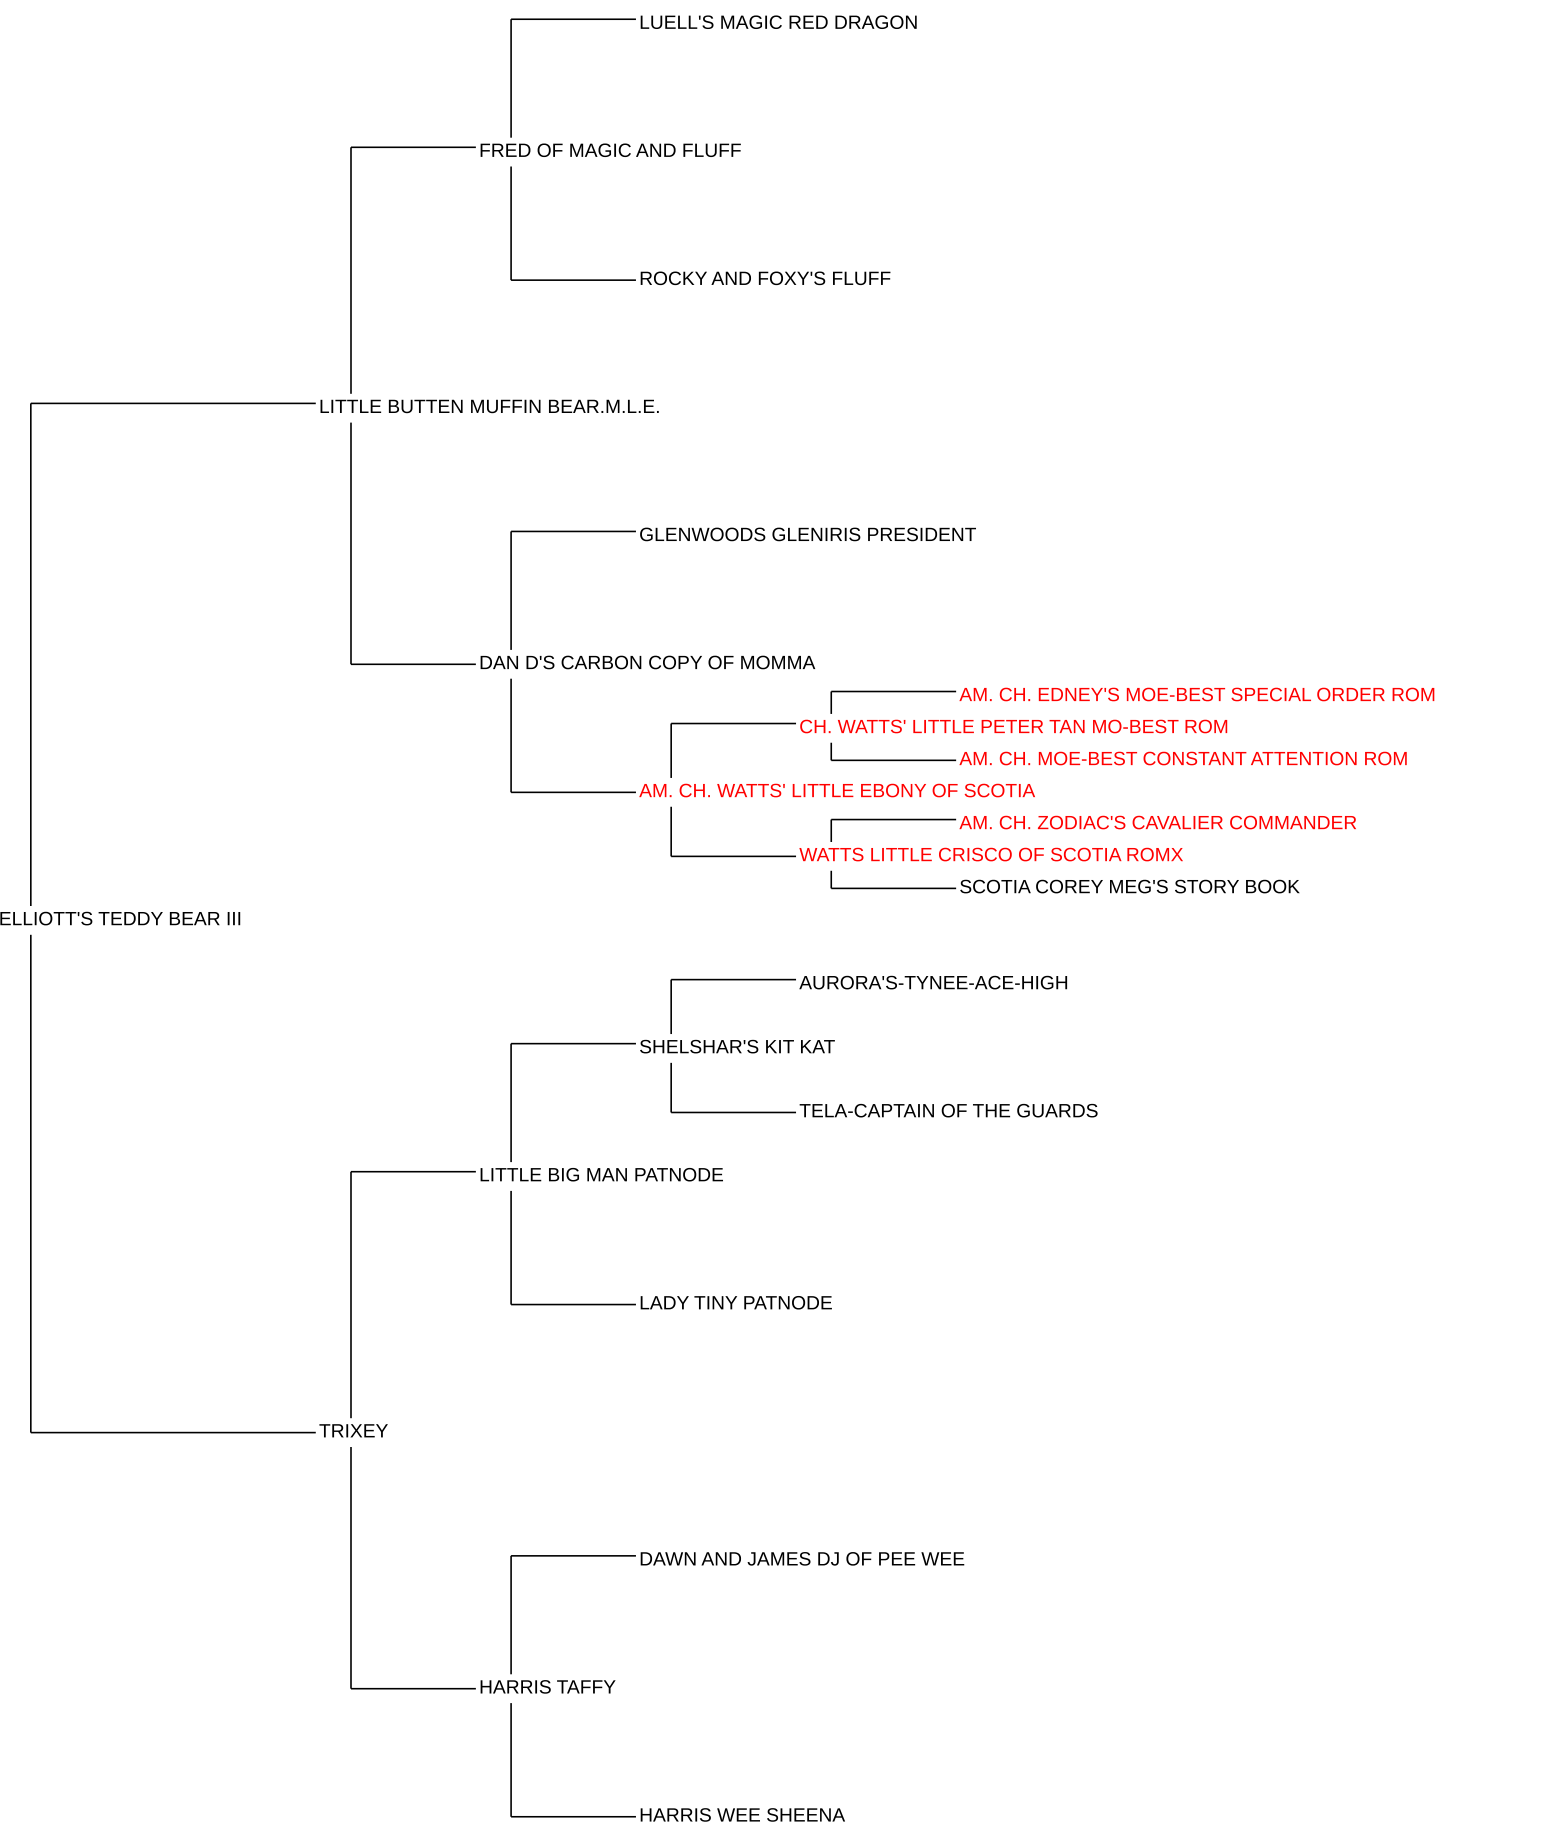 LUELL'S MAGIC RED DRAGON
FRED OF MAGIC AND FLUFF
ROCKY AND FOXY'S FLUFF
LITTLE BUTTEN MUFFIN BEAR.M.L.E.
GLENWOODS GLENIRIS PRESIDENT
DAN D'S CARBON COPY OF MOMMA
AM. CH. EDNEY'S MOE-BEST SPECIAL ORDER ROM
CH. WATTS' LITTLE PETER TAN MO-BEST ROM
AM. CH. MOE-BEST CONSTANT ATTENTION ROM
AM. CH. WATTS' LITTLE EBONY OF SCOTIA
AM. CH. ZODIAC'S CAVALIER COMMANDER
WATTS LITTLE CRISCO OF SCOTIA ROMX
SCOTIA COREY MEG'S STORY BOOK
ELLIOTT'S TEDDY BEAR III
AURORA'S-TYNEE-ACE-HIGH
SHELSHAR'S KIT KAT
TELA-CAPTAIN OF THE GUARDS
LITTLE BIG MAN PATNODE
LADY TINY PATNODE
TRIXEY
DAWN AND JAMES DJ OF PEE WEE
HARRIS TAFFY
HARRIS WEE SHEENA